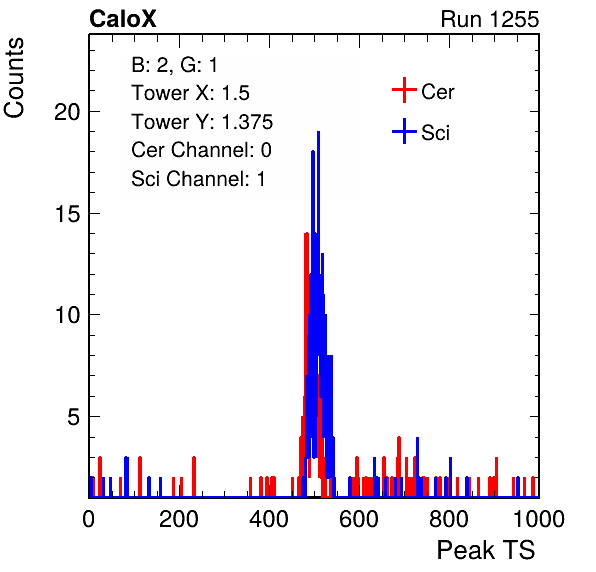 CaloX Run 1255
Counts
B: 2, G: 1
Tower X: 1.5
Tower Y: 1.375
Cer Channel: 0
Sci Channel: 1
Cer
Sci
20
15
10
5
0 200 400 600 800 1000
Peak TS